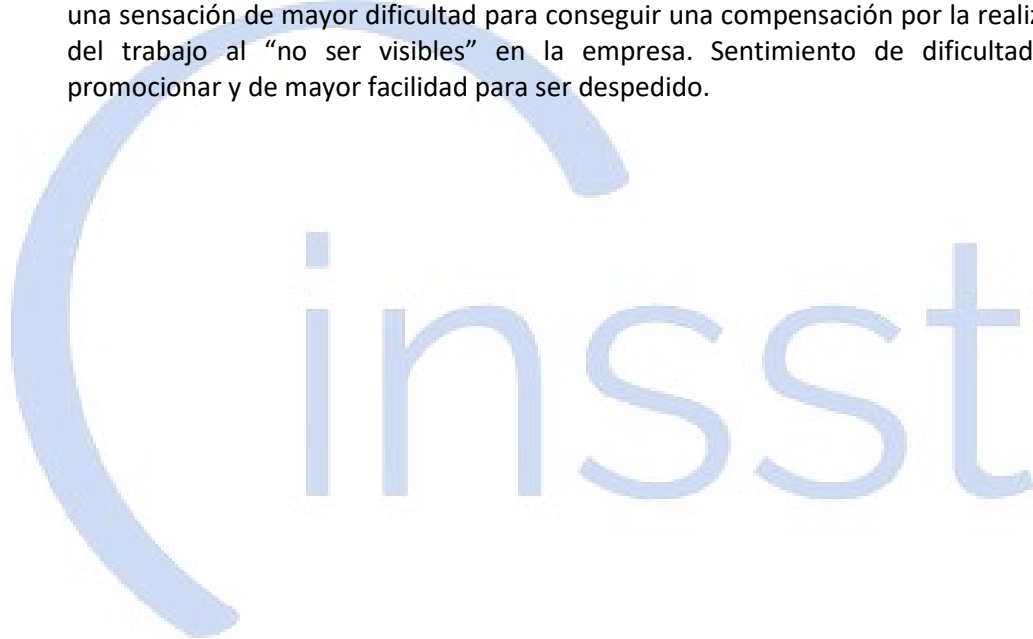 una sensación de mayor dificultad para conseguir una compensación por la realiz
del trabajo al “no ser visibles” en la empresa. Sentimiento de dificultad
promocionar y de mayor facilidad para ser despedido.
insst